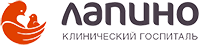 ЛАПИНО
КЛИНИЧЕСКИЙ ГОСПИТАЛЬ